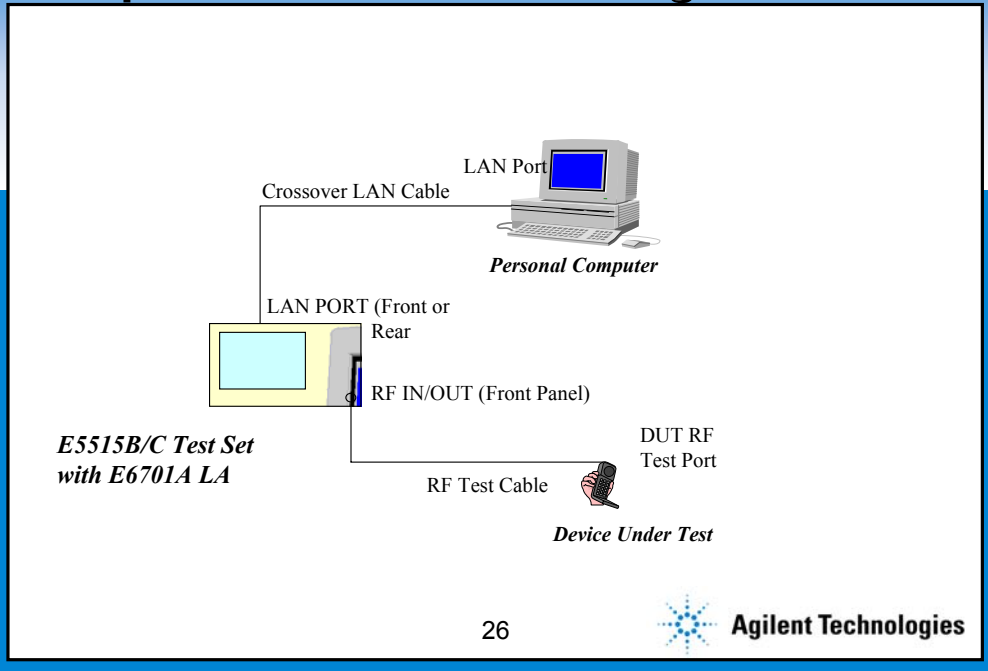 LAN Port
Crossover LAN Cable
Personal Computer
LAN PORT (Front or
Rear
RF IN/OUT (Front Panel)
E5515B/C Test Set
with E6701A LA
DUT RF
Test Port
RF Test Cable
Device Under Test
26
Agilent Technologies